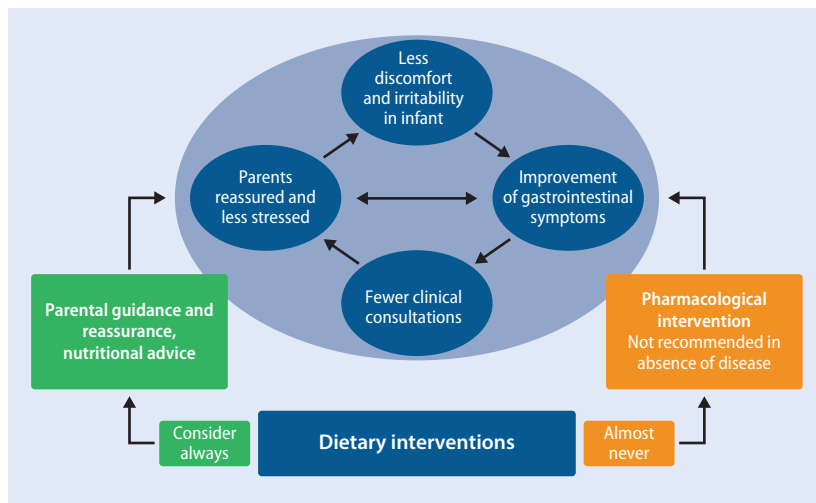 Less
discomfort
and irritability
in infant
Parents
reassured and
less stressed
Improvement
of gastrointestinal
symptoms
Fewer clinical
consultations
Parental guidance and
reassurance,
nutritional advice
Pharmacological
intervention
Not recommended in
absence of disease
Consider
always
Dietary interventions
Almost
never